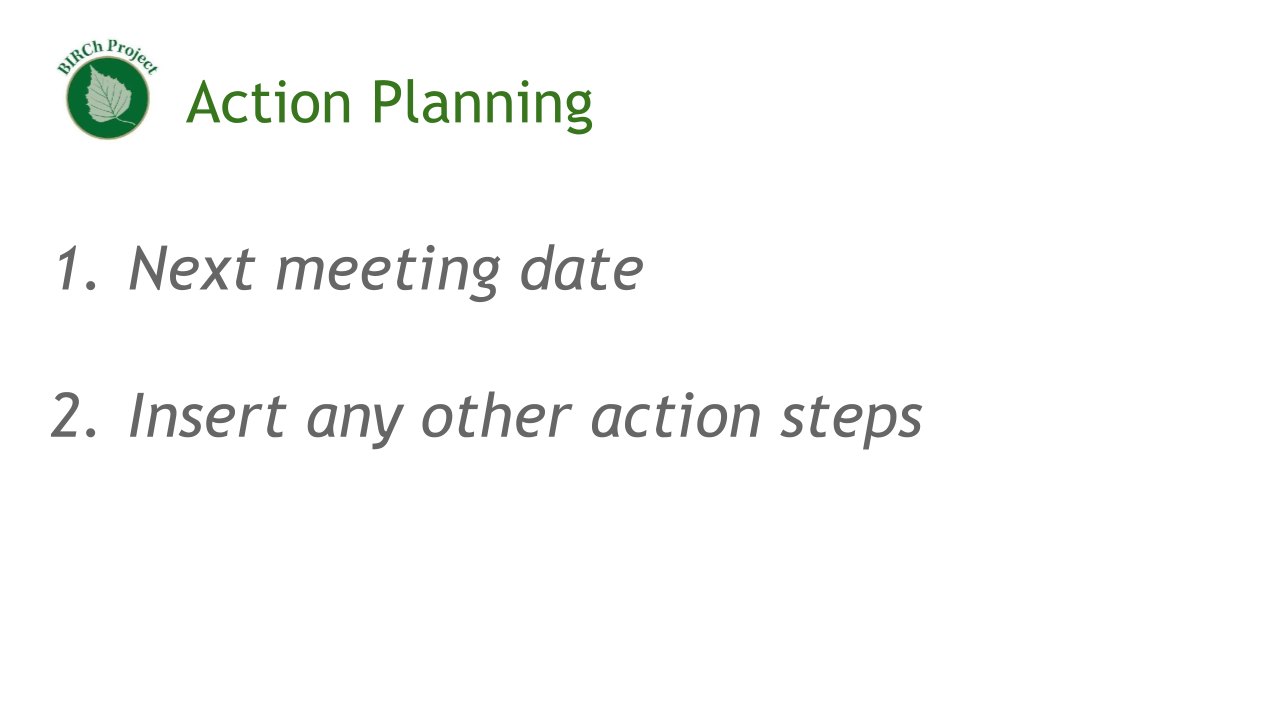 BIRCh Project
Action Planning
1. Next meeting date
2. Insert any other action steps